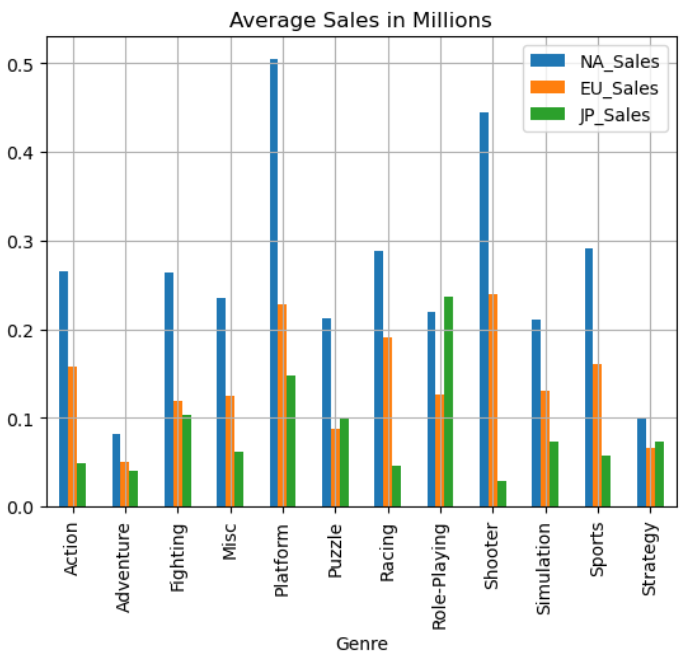 Average Sales in Millions
NA_Sales
EU_Sales
JP_Sales
0.5
0.4
0.3
0.2
0.1
0.0
Action
Adventure
Fighting
Misc
Platform
Puzzle
Racing
Role-Playing
Shooter
Simulation
Sports
Strategy
Genre